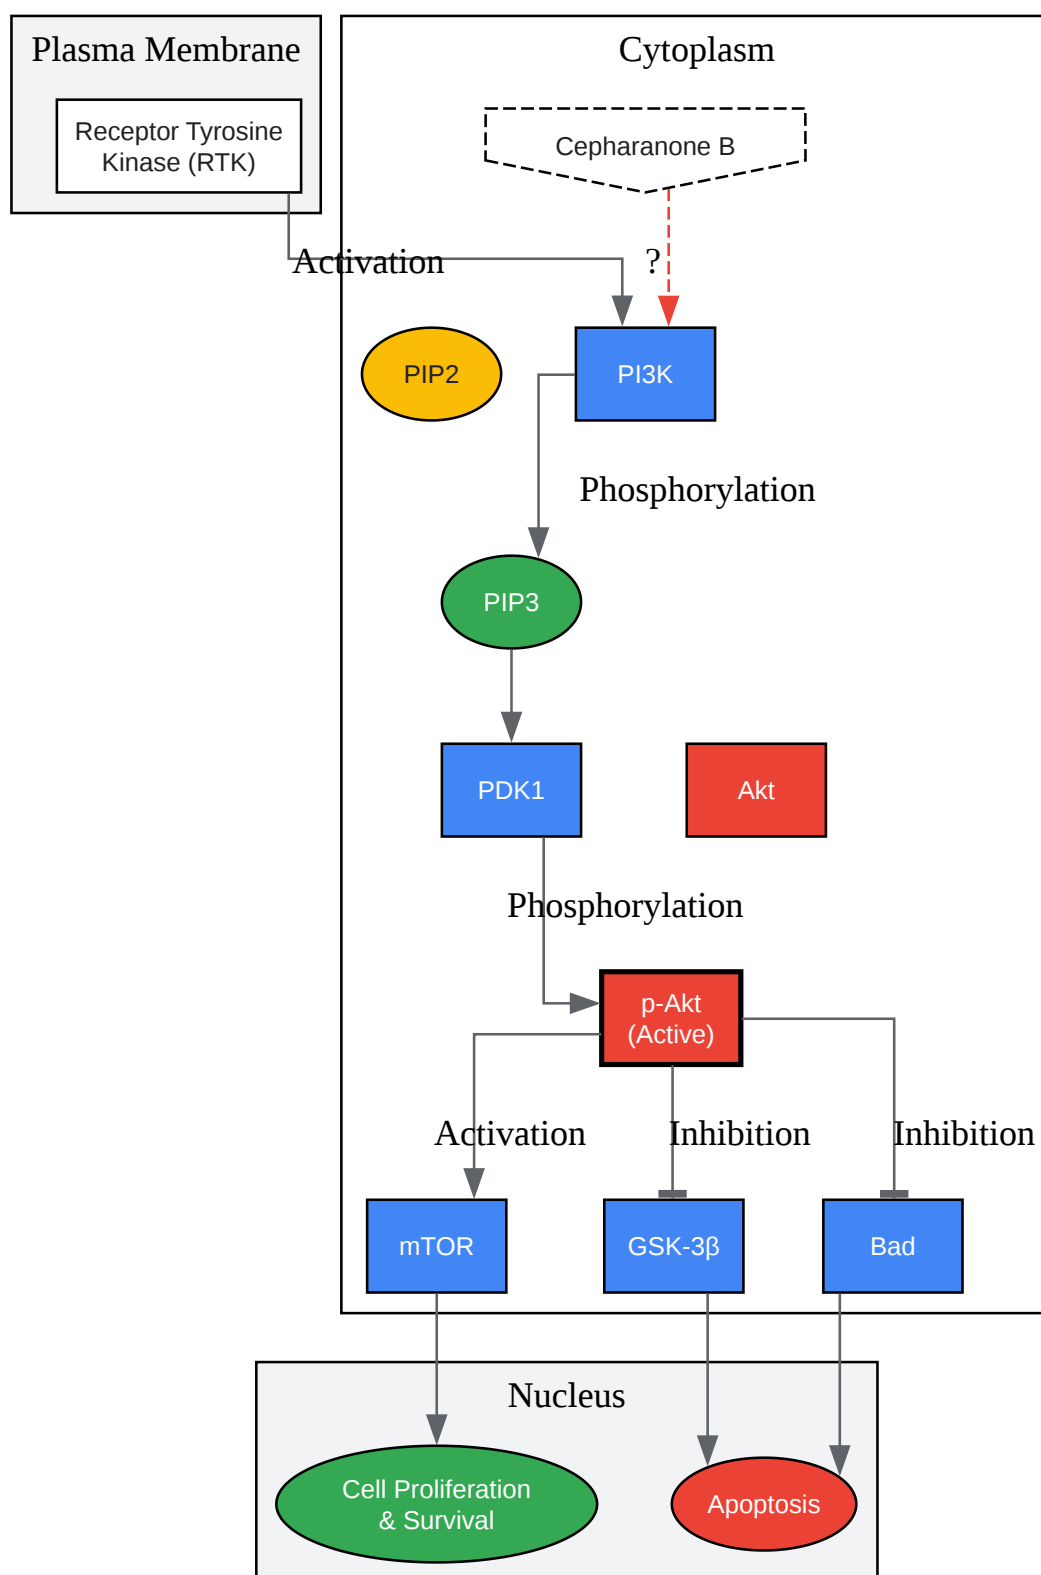 Plasma Membrane
Cytoplasm
Receptor Tyrosine
Kinase (RTK)
Cepharanone B
Activation
?
PIP2
PI3K
Phosphorylation
PIP3
PDK1
Akt
Phosphorylation
p-Akt
(Active)
Activation
Inhibition
Inhibition
mTOR
GSK-3β
Bad
Nucleus
Cell Proliferation
& Survival
Apoptosis